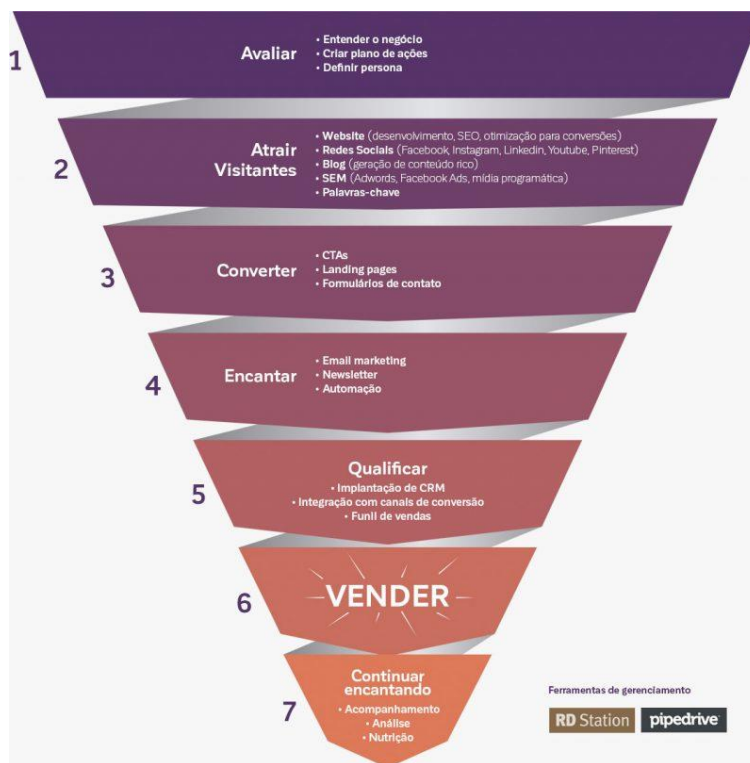 1
Avaliar
• Entender o negócio
• Criar plano de ações
• Definir persona
2
Atrair
Visitantes
• Website (desenvolvimento, SEO, otimização para conversões)
• Redes Sociais (Facebook, Instagram, Linkedin, Youtube, Pinterest)
• Blog (geração de conteúdo rico)
• SEM (Adwords, Facebook Ads, mídia programática)
• Palavras-chave
3
Converter
• CTAs
• Landing pages
• Formulários de contato
4
Encantar
• Email marketing
• Newsletter
• Automação
5
Qualificar
• Implantação de CRM
• Integração com canais de conversão
• Funil de vendas
6
VENDER
7
Continuar
encantando
• Acompanhamento
• Análise
• Nutrição
Ferramentas de gerenciamento
RD Station
pipedrive